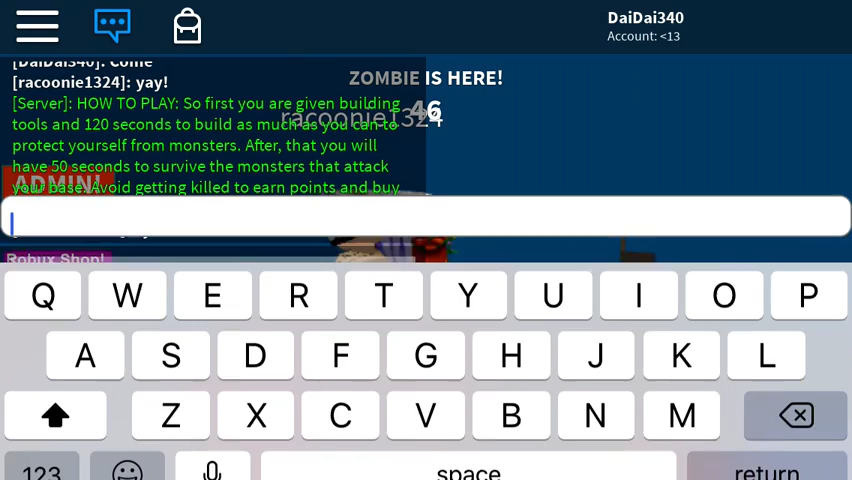 DaiDai340
Account: <13
[DaiDai340]: Come
[racoonie1324]: yay!
ZOMBIE IS HERE!
46
racoonie1324
[Server]: HOW TO PLAY: So first you are given building
tools and 120 seconds to build as much as you can to
protect yourself from monsters. After, that you will
have 50 seconds to survive the monsters that attack
your base. Avoid getting killed to earn points and buy
ADMIN!
Robux Shop!
Q W E R T Y U I O P
A S D F G H J K L
Z X C V B N M
123 space return